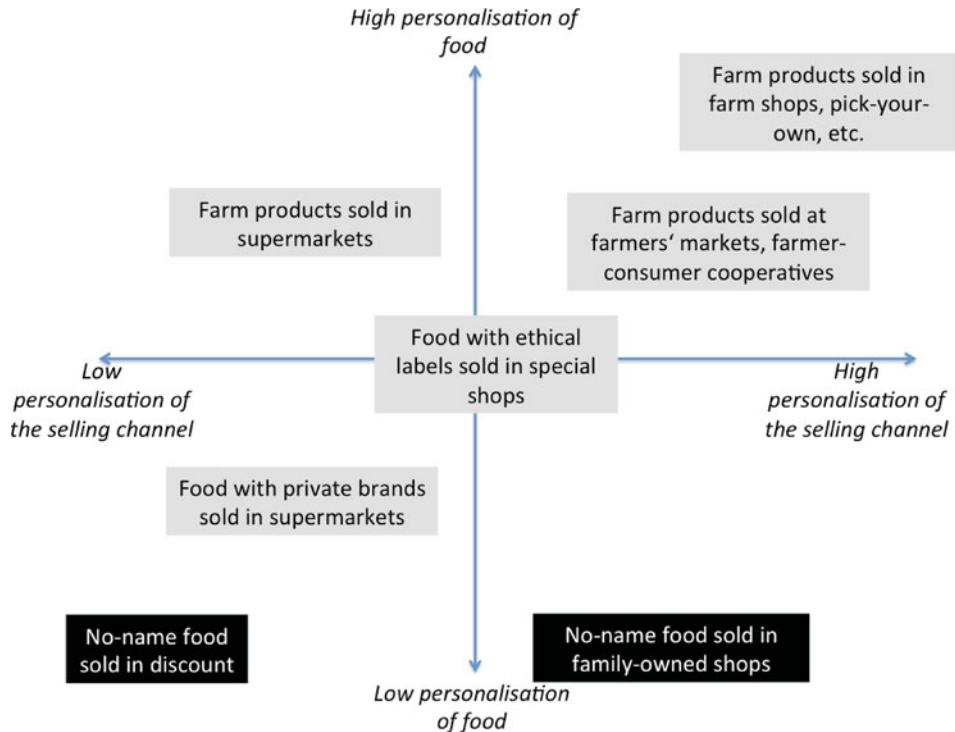 High personalisation of
food
Farm products sold in
farm shops, pick-your-
own, etc.
Farm products sold in
supermarkets
Farm products sold at
farmers‘ markets, farmer-
consumer cooperatives
Food with ethical
labels sold in special
shops
Low
personalisation of
the selling channel
High
personalisation of
the selling channel
Food with private brands
sold in supermarkets
No-name food
sold in discount
No-name food sold in
family-owned shops
Low personalisation
of food